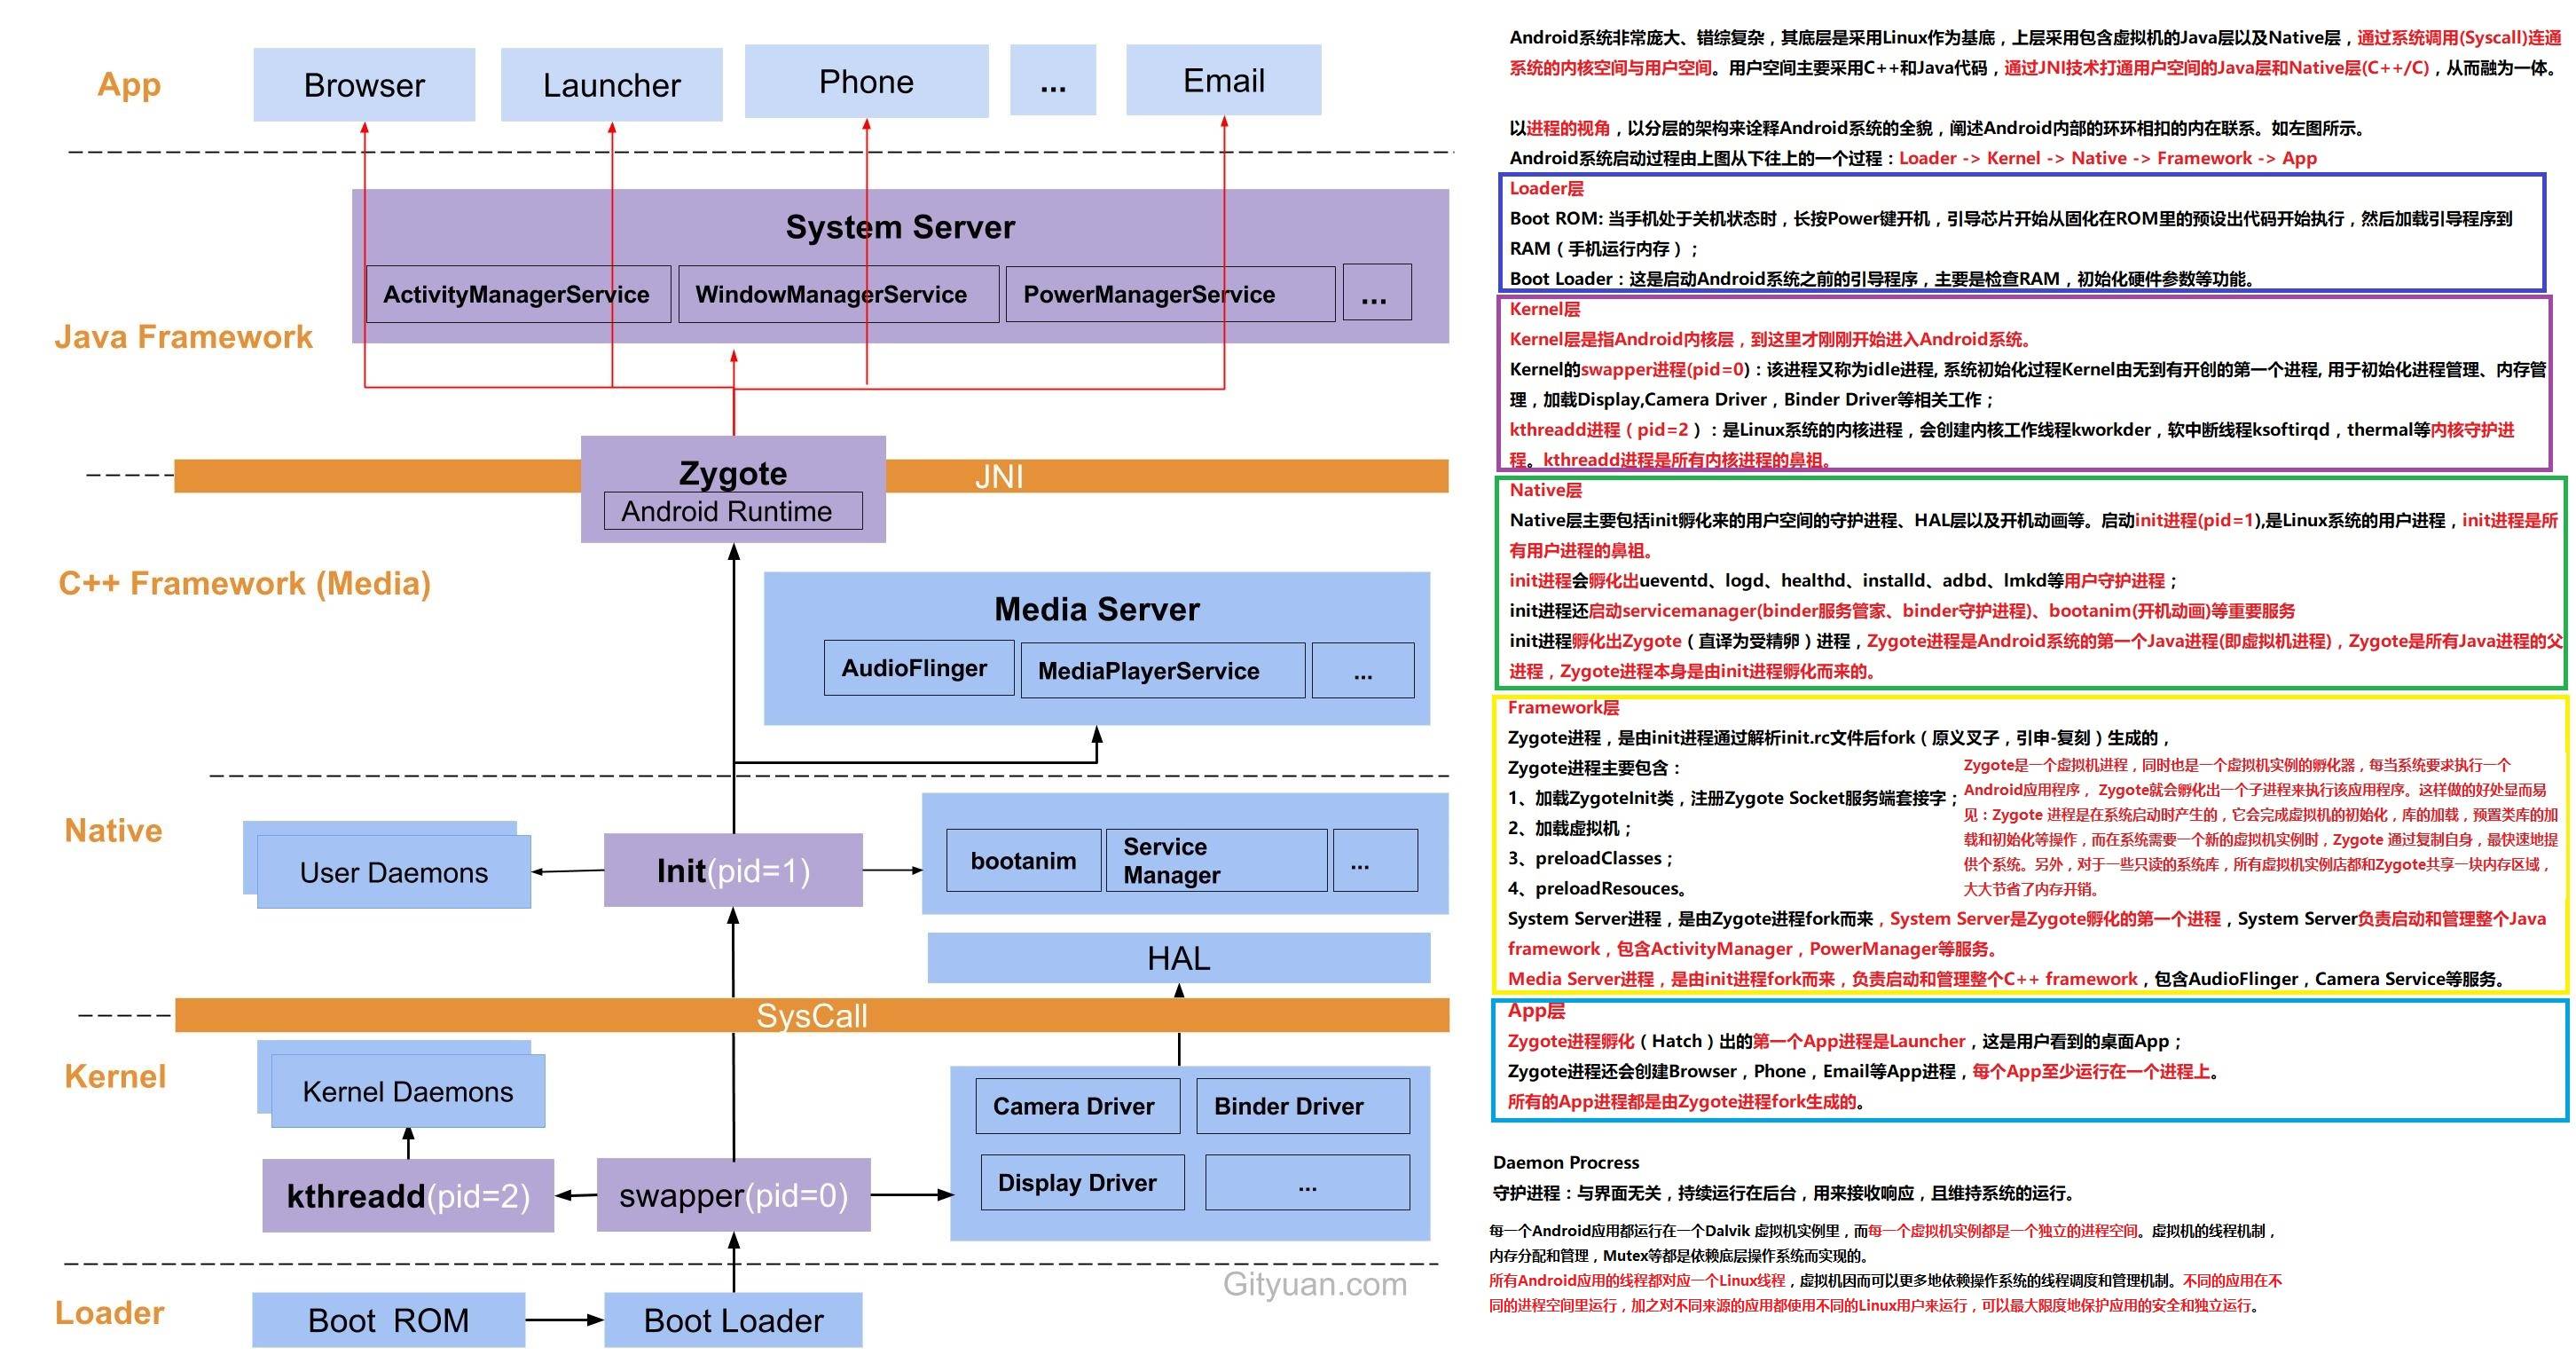 App
Browser
Launcher
Phone
...
Email
System Server
ActivityManagerService
WindowManagerService
PowerManagerService
...
Java Framework
Zygote
Android Runtime
JNI
C++ Framework (Media)
Media Server
AudioFlinger
MediaPlayerService
...
Native
User Daemons
Init(pid=1)
bootanim
Service
Manager
...
HAL
SysCall
Kernel
Kernel Daemons
Camera Driver
Binder Driver
kthreadd(pid=2)
swapper(pid=0)
Display Driver
...
Gityuan.com
Loader
Boot ROM
Boot Loader
Android系统非常庞大、错综复杂，其底层是采用Linux作为基底，上层采用包含虚拟机的Java层以及Native层，通过系统调用(Syscall)连通
系统的内核空间与用户空间。用户空间主要采用C++和Java代码，通过JNI技术打通用户空间的Java层和Native层(C++/C)，从而融为一体。
以进程的视角，以分层的架构来诠释Android系统的全貌，阐述Android内部的环环相扣的内在联系。如左图所示。
Android系统启动过程由上图从下往上的一个过程：Loader -> Kernel -> Native -> Framework -> App
Loader层
Boot ROM: 当手机处于关机状态时，长按Power键开机，引导芯片开始从固化在ROM里的预设出代码开始执行，然后加载引导程序到
RAM（手机运行内存）；
Boot Loader：这是启动Android系统之前的引导程序，主要是检查RAM，初始化硬件参数等功能。
Kernel层
Kernel层是指Android内核层，到这里才刚刚开始进入Android系统。
Kernel的swapper进程(pid=0)：该进程又称为idle进程, 系统初始化过程Kernel由无到有开创的第一个进程, 用于初始化进程管理、内存管
理，加载Display,Camera Driver，Binder Driver等相关工作；
kthreadd进程（pid=2）：是Linux系统的内核进程，会创建内核工作线程kworkder，软中断线程ksoftirqd，thermal等内核守护进
程。kthreadd进程是所有内核进程的鼻祖。
Native层
Native层主要包括init孵化来的用户空间的守护进程、HAL层以及开机动画等。启动init进程(pid=1),是Linux系统的用户进程，init进程是所
有用户进程的鼻祖。
init进程会孵化出ueventd、logd、healthd、installd、adbd、lmkd等用户守护进程；
init进程还启动servicemanager(binder服务管家、binder守护进程)、bootanim(开机动画)等重要服务
init进程孵化出Zygote（直译为受精卵）进程，Zygote进程是Android系统的第一个Java进程(即虚拟机进程)，Zygote是所有Java进程的父
进程，Zygote进程本身是由init进程孵化而来的。
Framework层
Zygote进程，是由init进程通过解析init.rc文件后fork（原义叉子，引申-复刻）生成的，
Zygote进程主要包含：
1、加载ZygoteInit类，注册Zygote Socket服务端套接字；
2、加载虚拟机；
3、preloadClasses；
4、preloadResouces。
Zygote是一个虚拟机进程，同时也是一个虚拟机实例的孵化器，每当系统要求执行一个
Android应用程序， Zygote就会孵化出一个子进程来执行该应用程序。这样做的好处显而易
见：Zygote 进程是在系统启动时产生的，它会完成虚拟机的初始化，库的加载，预置类库的加
载和初始化等操作，而在系统需要一个新的虚拟机实例时，Zygote 通过复制自身，最快速地提
供个系统。另外，对于一些只读的系统库，所有虚拟机实例店都和Zygote共享一块内存区域，
大大节省了内存开销。
System Server进程，是由Zygote进程fork而来，System Server是Zygote孵化的第一个进程，System Server负责启动和管理整个Java
framework，包含ActivityManager，PowerManager等服务。
Media Server进程，是由init进程fork而来，负责启动和管理整个C++ framework，包含AudioFlinger，Camera Service等服务。
App层
Zygote进程孵化（Hatch）出的第一个App进程是Launcher，这是用户看到的桌面App；
Zygote进程还会创建Browser，Phone，Email等App进程，每个App至少运行在一个进程上。
所有的App进程都是由Zygote进程fork生成的。
Daemon Procress
守护进程：与界面无关，持续运行在后台，用来接收响应，且维持系统的运行。
每一个Android应用都运行在一个Dalvik 虚拟机实例里，而每一个虚拟机实例都是一个独立的进程空间。虚拟机的线程机制，
内存分配和管理，Mutex等都是依赖底层操作系统而实现的。
所有Android应用的线程都对应一个Linux线程，虚拟机因而可以更多地依赖操作系统的线程调度和管理机制。不同的应用在不
同的进程空间里运行，加之对不同来源的应用都使用不同的Linux用户来运行，可以最大限度地保护应用的安全和独立运行。